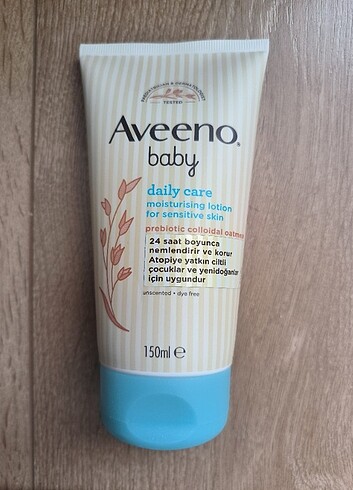 TESTED
Aveeno®
baby
daily care
moisturising lotion
for sensitive skin
prebiotic colloidal
24 saat boyunca
nemlendirir ve korur
Atopiye yatkın ciltli
çocuklar ve yenidoğanlar
için uygundur
unscented • dye free
150ml ℮